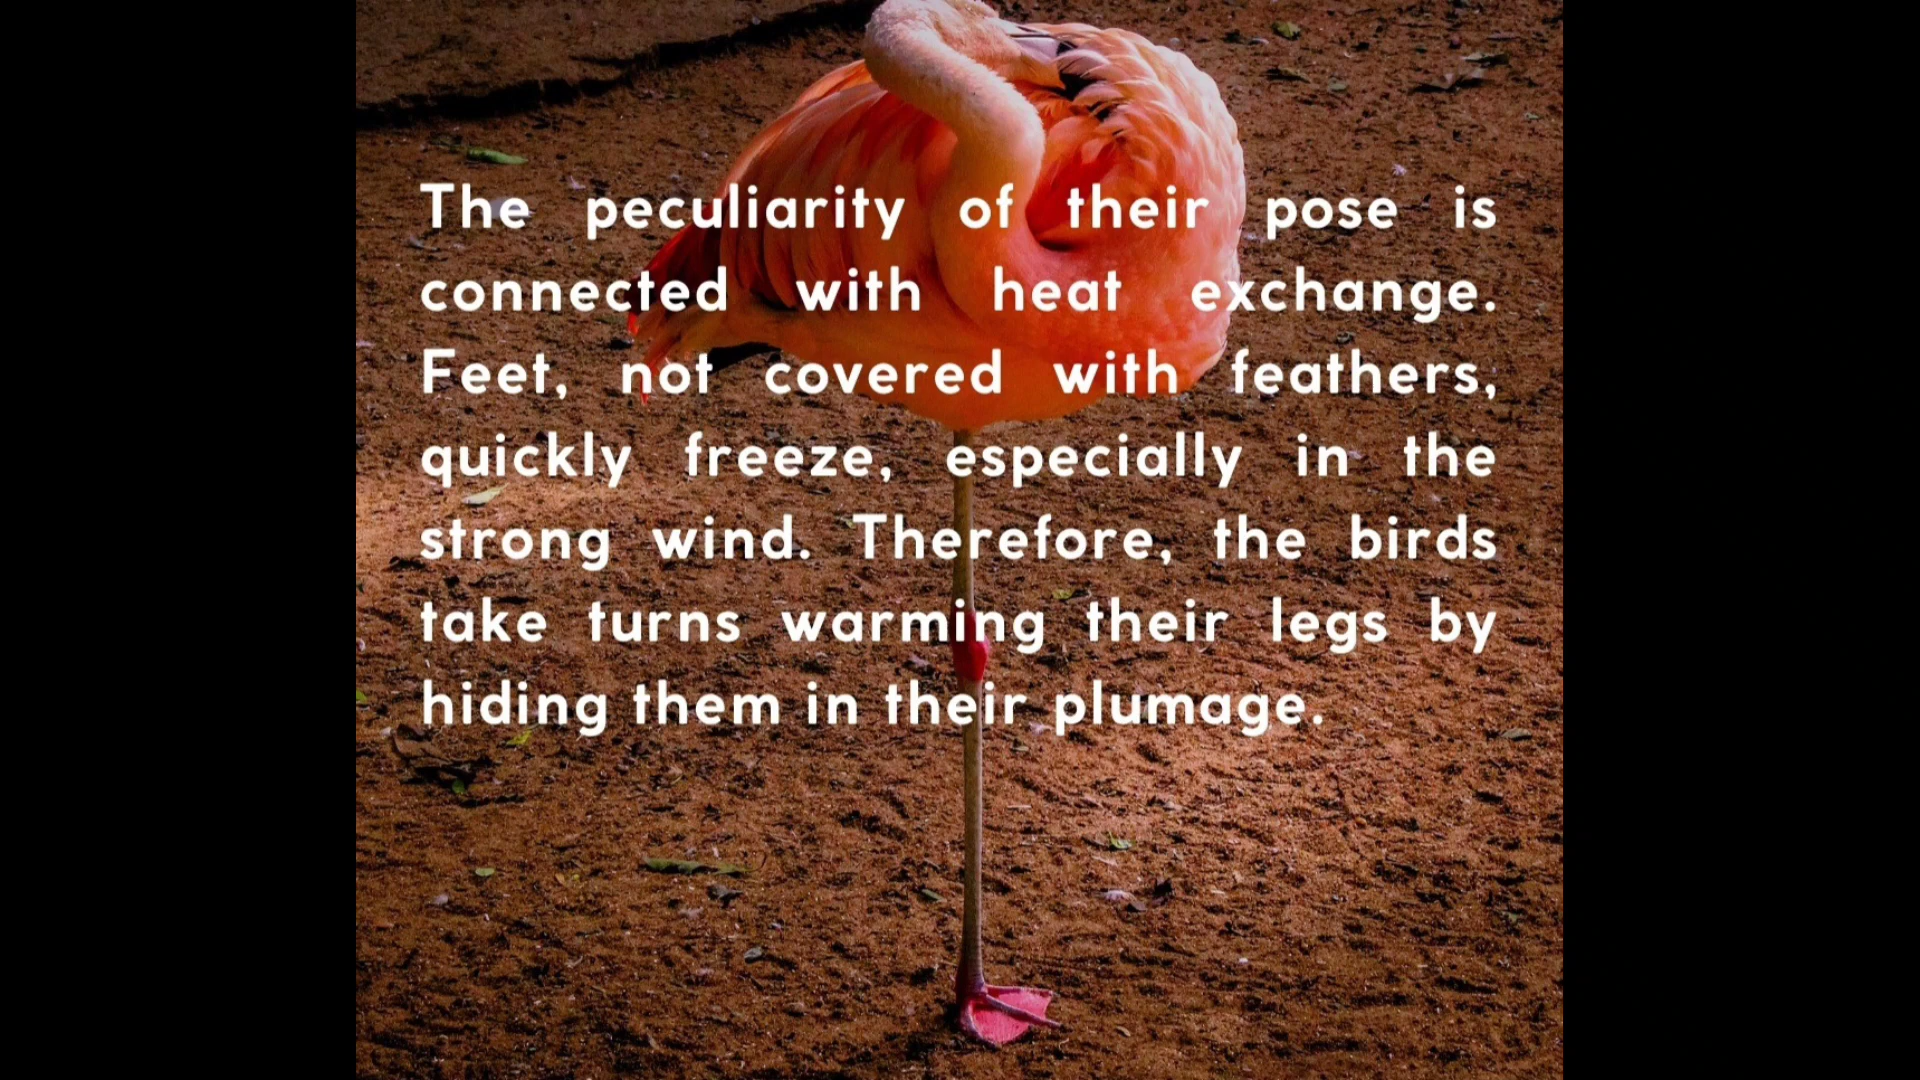 The peculiarity of their pose is
connected with heat exchange.
Feet, not covered with feathers,
quickly freeze, especially in the
strong wind. Therefore, the birds
take turns warming their legs by
hiding them in their plumage.